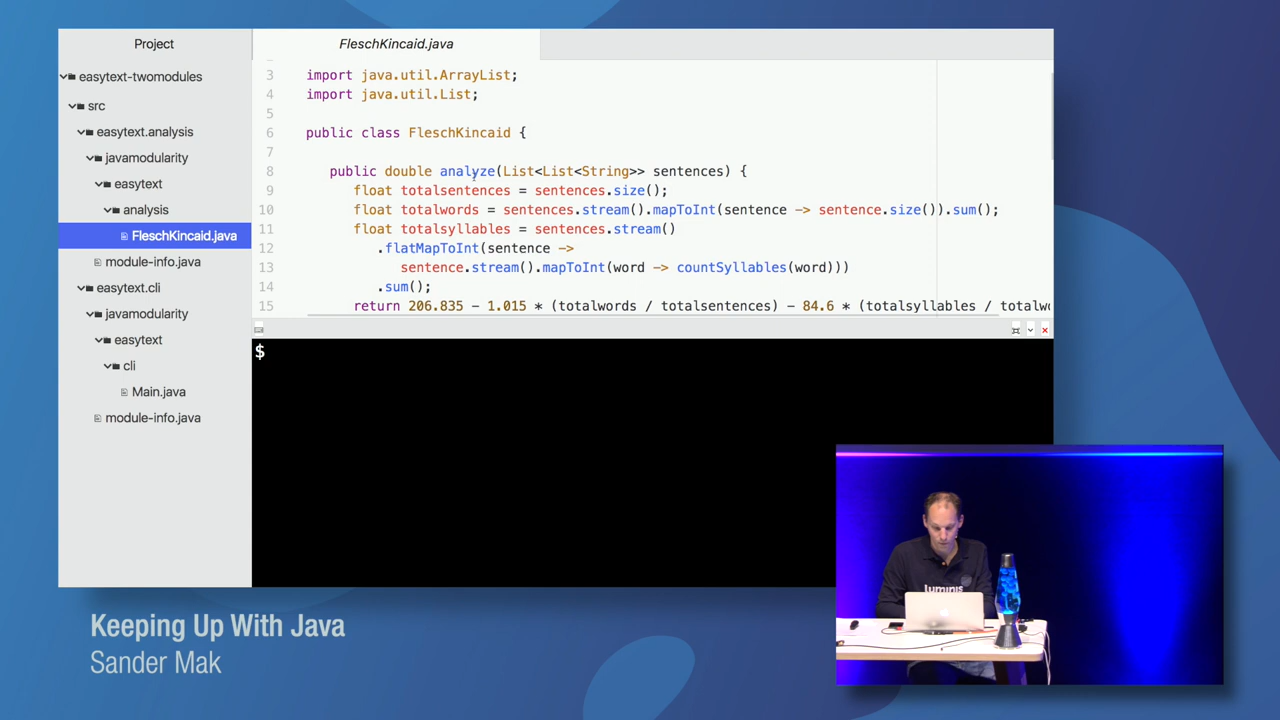 Project
easytext-twomodules
src
easytext.analysis
javamodularity
easytext
analysis
FleschKincaid.java
module-info.java
easytext.cli
javamodularity
easytext
cli
Main.java
module-info.java
FleschKincaid.java
3 import java.util.ArrayList;
4 import java.util.List;
5
6 public class FleschKincaid {
7
8 public double analyze(List<List<String>> sentences) {
9 float totalsentences = sentences.size();
10 float totalwords = sentences.stream().mapToInt(sentence -> sentence.size()).sum();
11 float totalsyllables = sentences.stream()
12 .flatMapToInt(sentence ->
13 sentence.stream().mapToInt(word -> countSyllables(word)))
14 .sum();
15 return 206.835 - 1.015 * (totalwords / totalsentences) - 84.6 * (totalsyllables / totalwo
$
luminis
Keeping Up With Java
Sander Mak